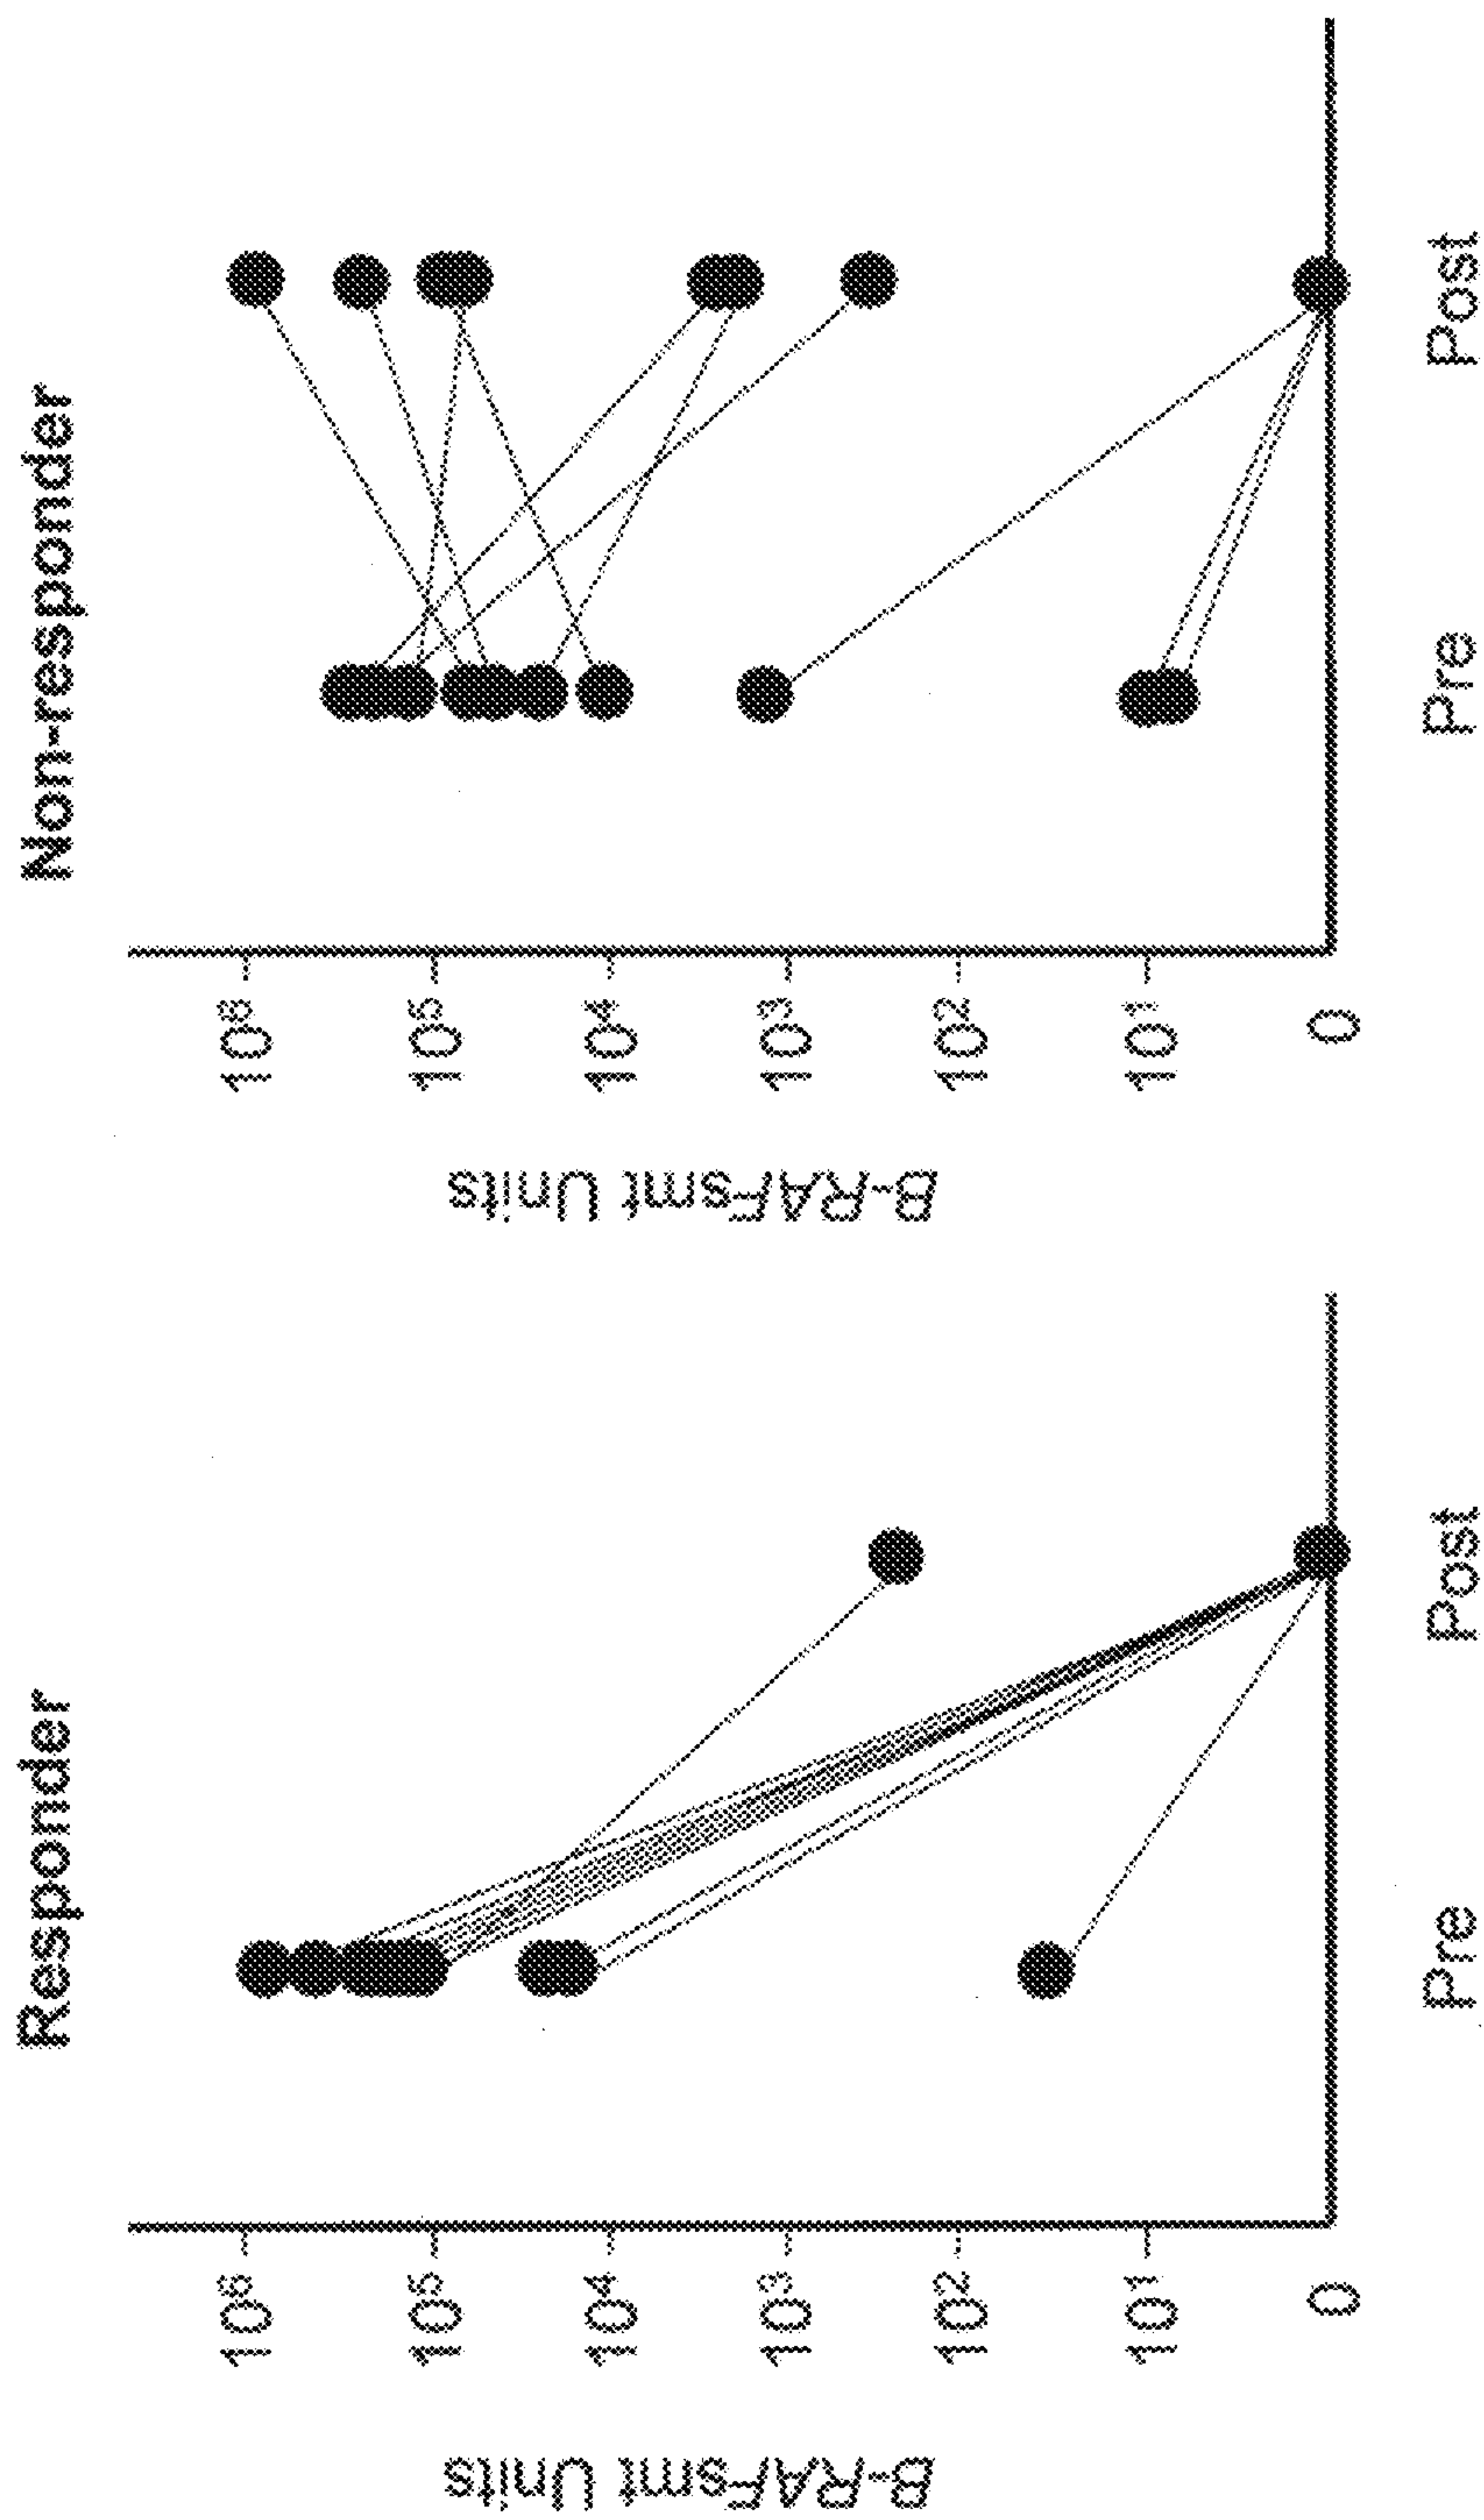 Responder
B-RAFsmt Units
10⁶
10⁵
10⁴
10³
10²
10¹
0
Pre Post
Non-responder
B-RAFsmt Units
10⁶
10⁵
10⁴
10³
10²
10¹
0
Pre Post